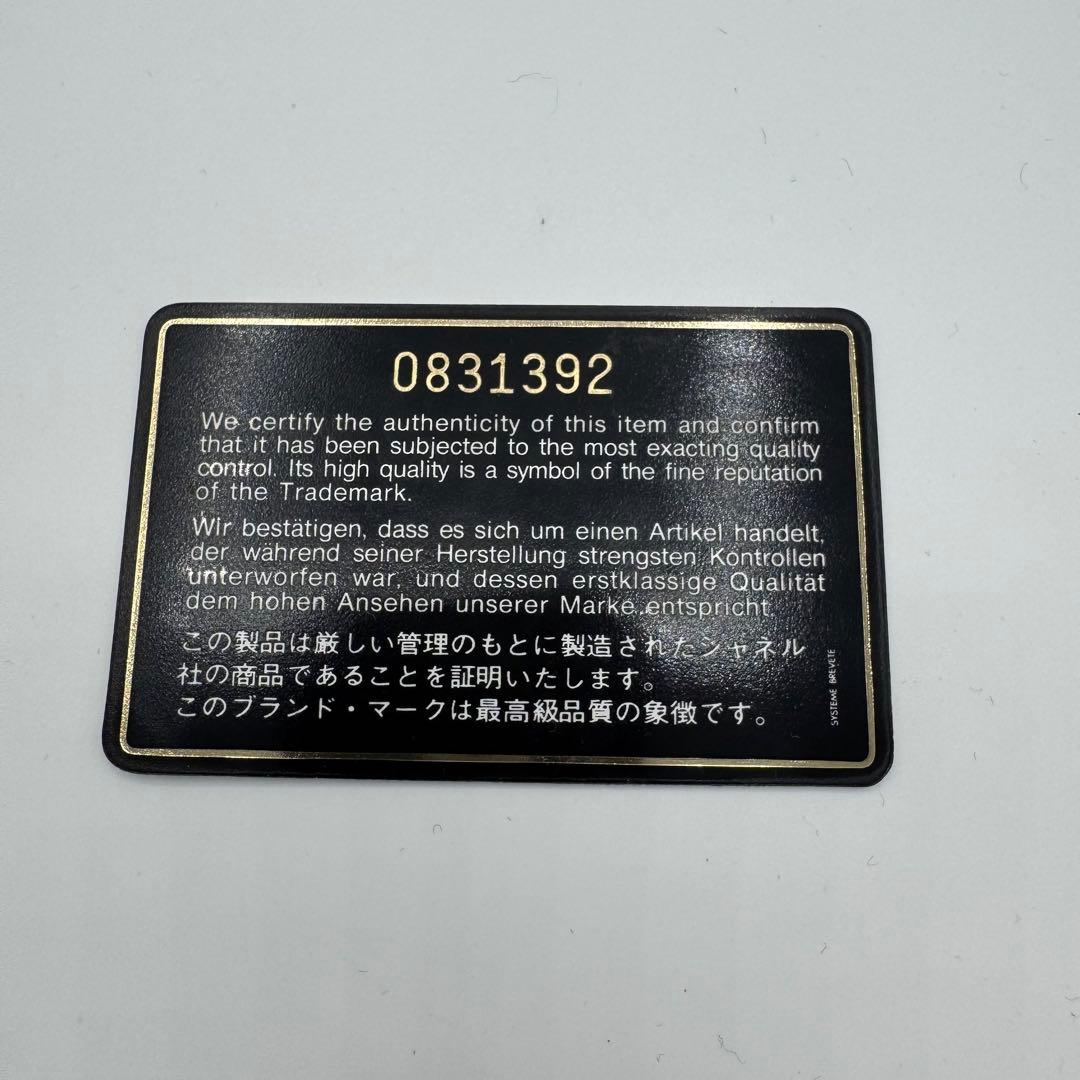 0831392
We certify the authenticity of this item and confirm
that it has been subjected to the most exacting quality
control. Its high quality is a symbol of the fine reputation
of the Trademark.
Wir bestätigen, dass es sich um einen Artikel handelt,
der während seiner Herstellung strengsten Kontrollen
unterworfen war, und dessen erstklassige Qualität
dem hohen Ansehen unserer Marke entspricht.
この製品は厳しい管理のもとに製造されたシャネル
社の商品であることを証明いたします。
このブランド・マークは最高級品質の象徴です。
SYSTEME BREVETE